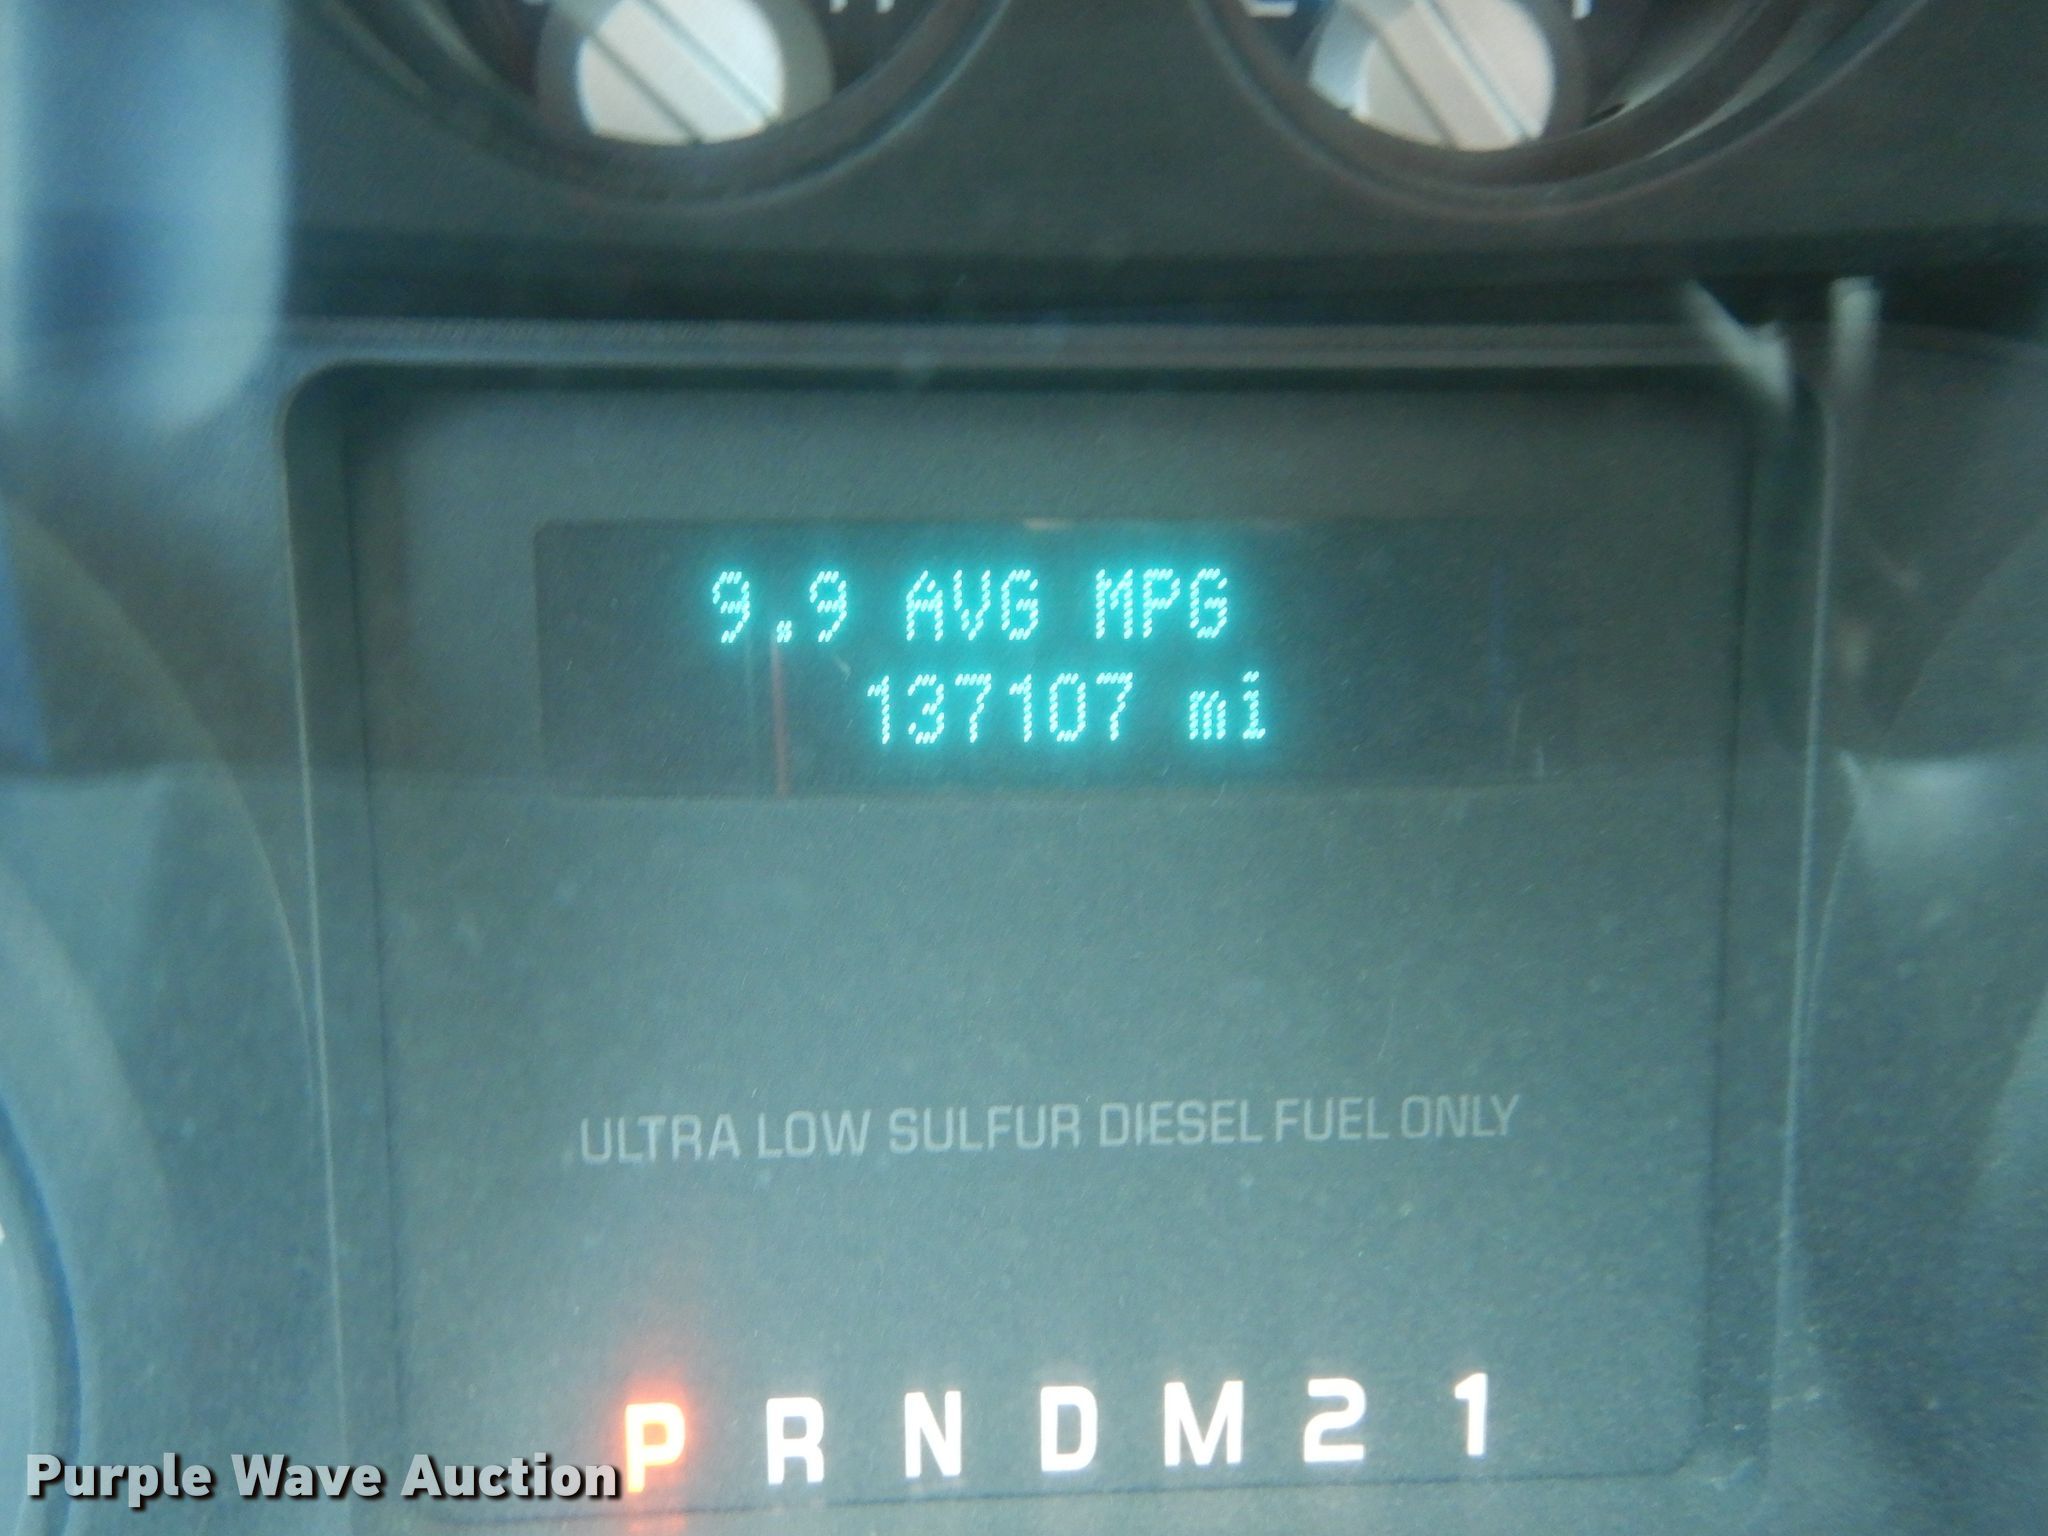 9.9 AVG MPG
137107 mi
ULTRA LOW SULFUR DIESEL FUEL ONLY
P R N D M 2 1
Purple Wave Auction